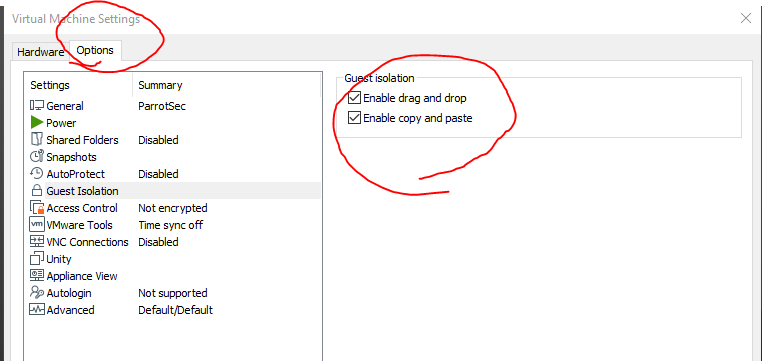 Virtual Machine Settings
Hardware Options
Settings Summary
General ParrotSec
Power
Shared Folders Disabled
Snapshots
AutoProtect Disabled
Guest Isolation
Access Control Not encrypted
vm VMware Tools Time sync off
VNC Connections Disabled
Unity
Appliance View
Autologin Not supported
Advanced Default/Default
Guest isolation
Enable drag and drop
Enable copy and paste